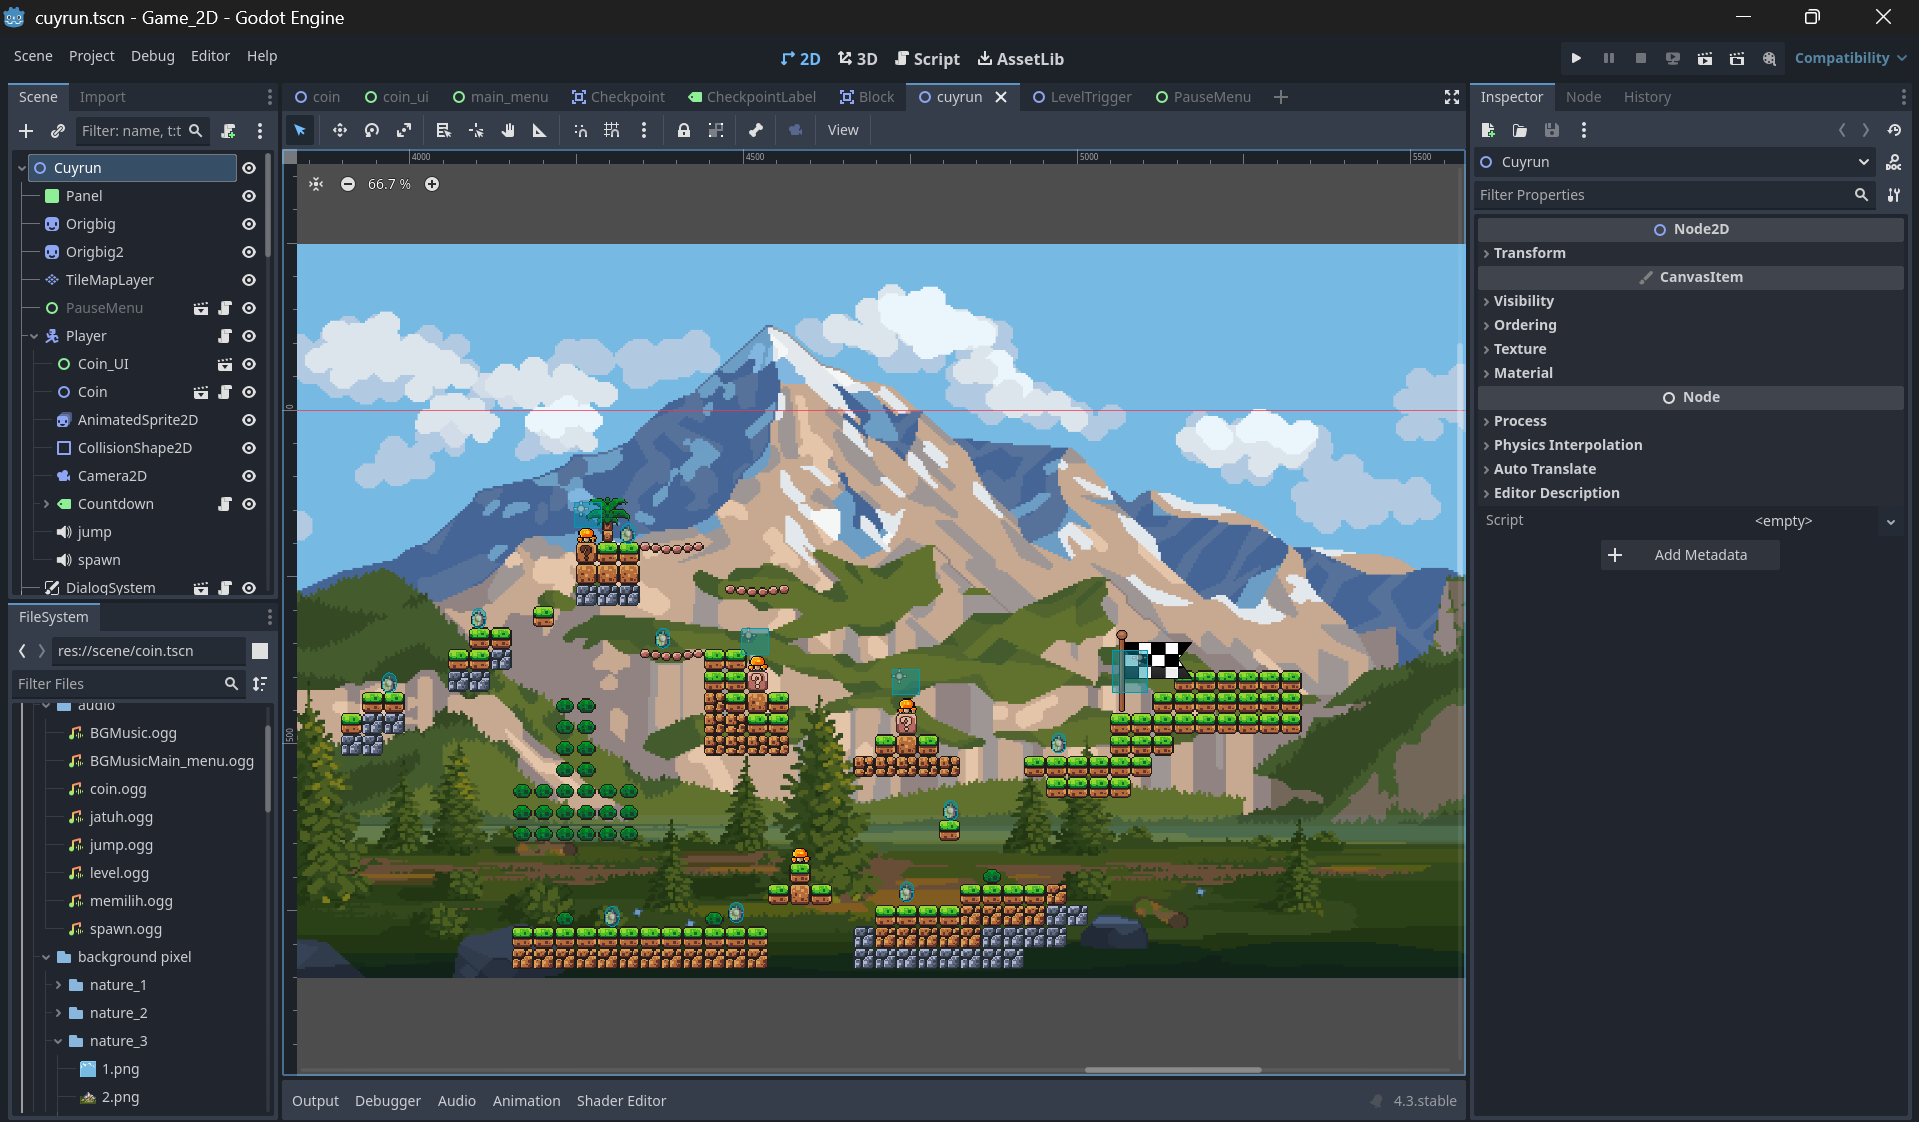 cuyrun.tscn - Game_2D - Godot Engine
Scene Project Debug Editor Help
2D 3D Script AssetLib
Compatibility
Scene Import
coin coin_ui main_menu Checkpoint CheckpointLabel Block cuyrun LevelTrigger PauseMenu
Inspector Node History
Filter: name, t:t
View
4000 4500 5000 5500
66.7 %
0
500
Cuyrun
Panel
Origbig
Origbig2
TileMapLayer
PauseMenu
Player
Coin_UI
Coin
AnimatedSprite2D
CollisionShape2D
Camera2D
Countdown
jump
spawn
DialogSystem
FileSystem
res://scene/coin.tscn
Filter Files
audio
BGMusic.ogg
BGMusicMain_menu.ogg
coin.ogg
jatuh.ogg
jump.ogg
level.ogg
memilih.ogg
spawn.ogg
background pixel
nature_1
nature_2
nature_3
1.png
2.png
Output Debugger Audio Animation Shader Editor
4.3.stable
Cuyrun
Filter Properties
Node2D
Transform
CanvasItem
Visibility
Ordering
Texture
Material
Node
Process
Physics Interpolation
Auto Translate
Editor Description
Script <empty>
Add Metadata